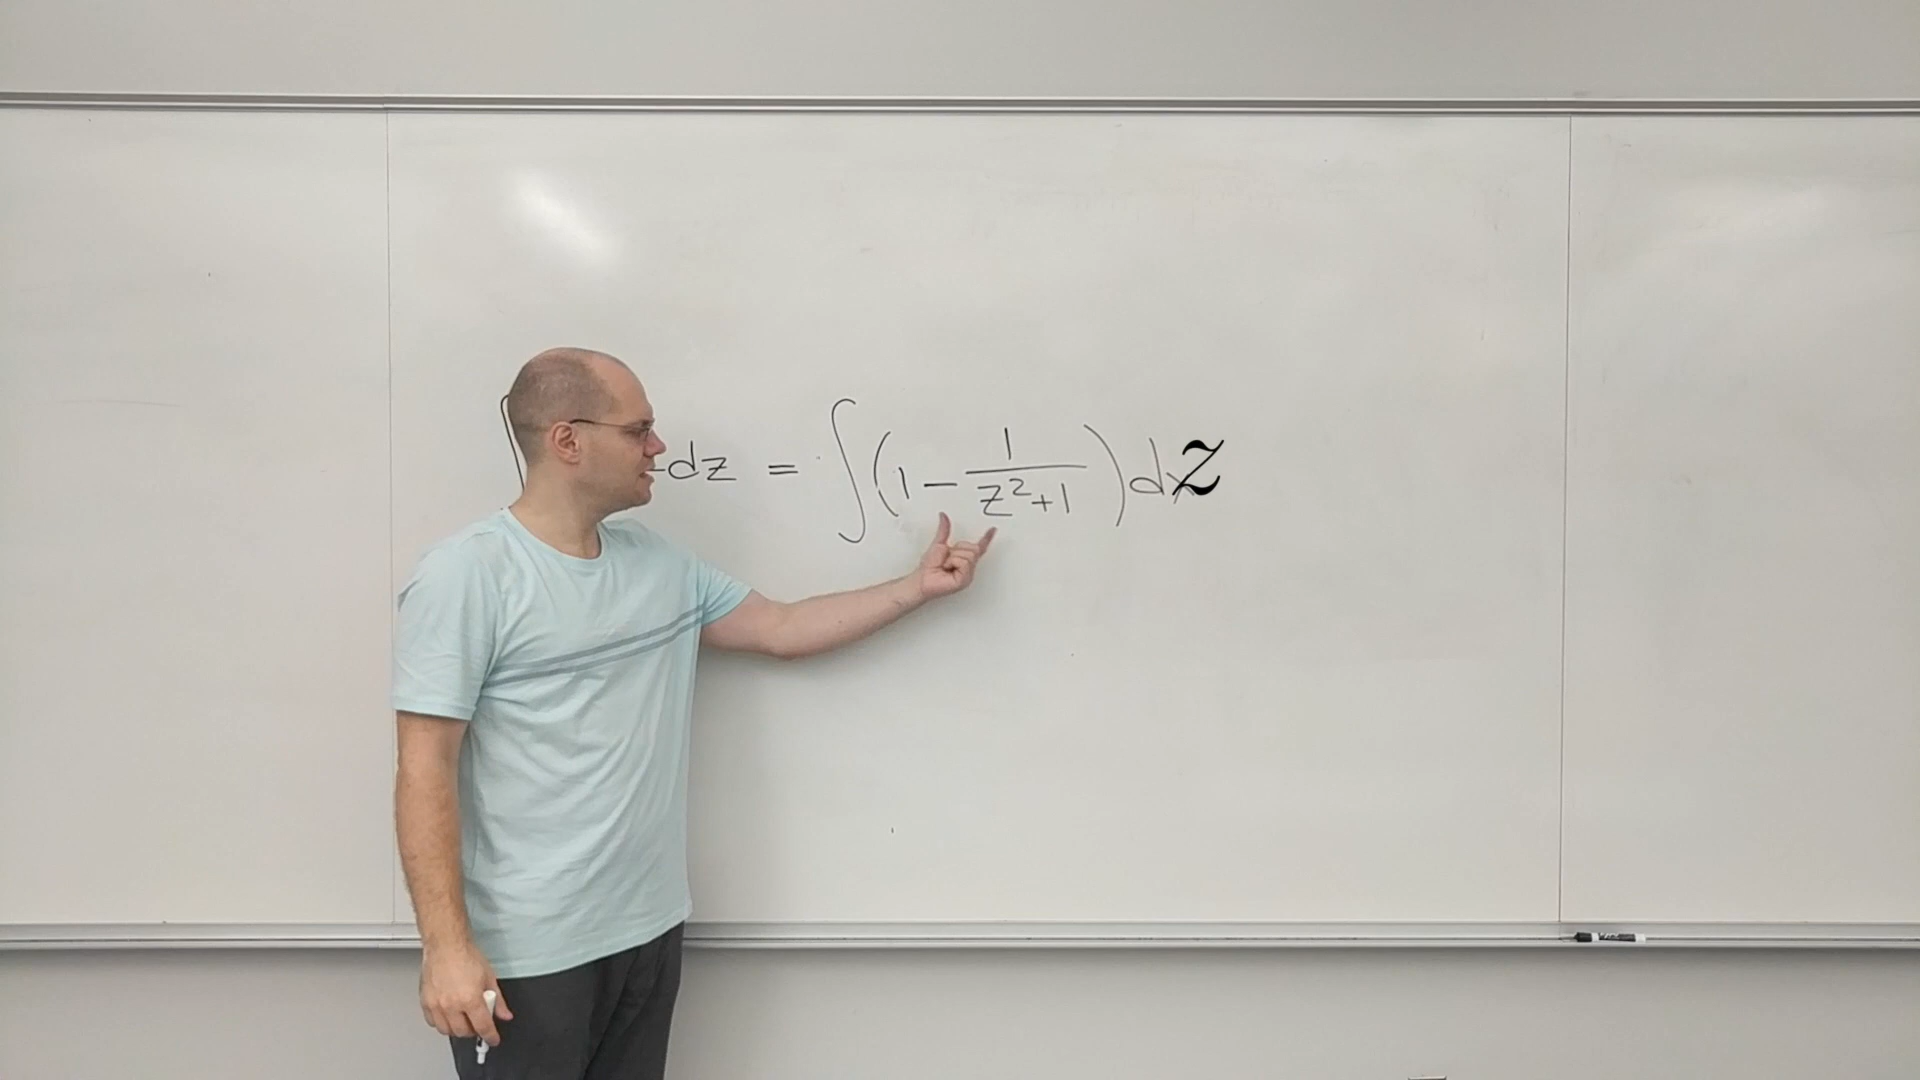 ∫ dz = ∫(1 - 1/(z²+1)) dz